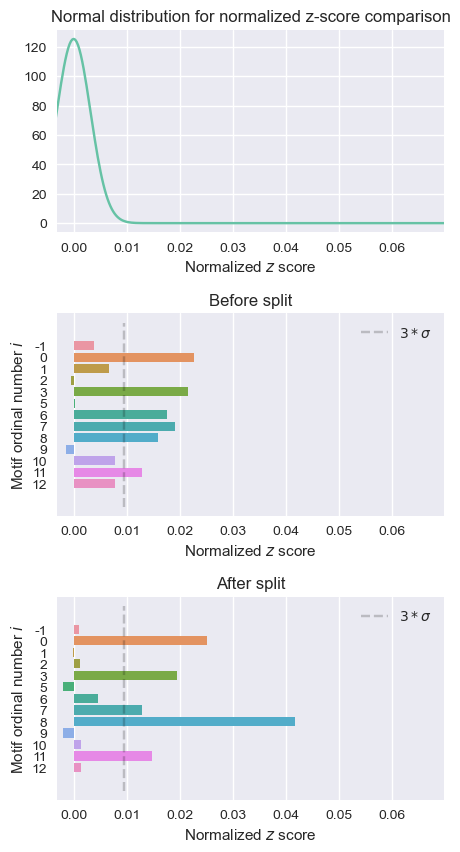 Normal distribution for normalized z-score comparison
120
100
80
60
40
20
0
0.00 0.01 0.02 0.03 0.04 0.05 0.06
Normalized z score
Before split
3 * σ
Motif ordinal number i
-1
0
1
2
3
5
6
7
8
9
10
11
12
0.00 0.01 0.02 0.03 0.04 0.05 0.06
Normalized z score
After split
3 * σ
Motif ordinal number i
-1
0
1
2
3
5
6
7
8
9
10
11
12
0.00 0.01 0.02 0.03 0.04 0.05 0.06
Normalized z score